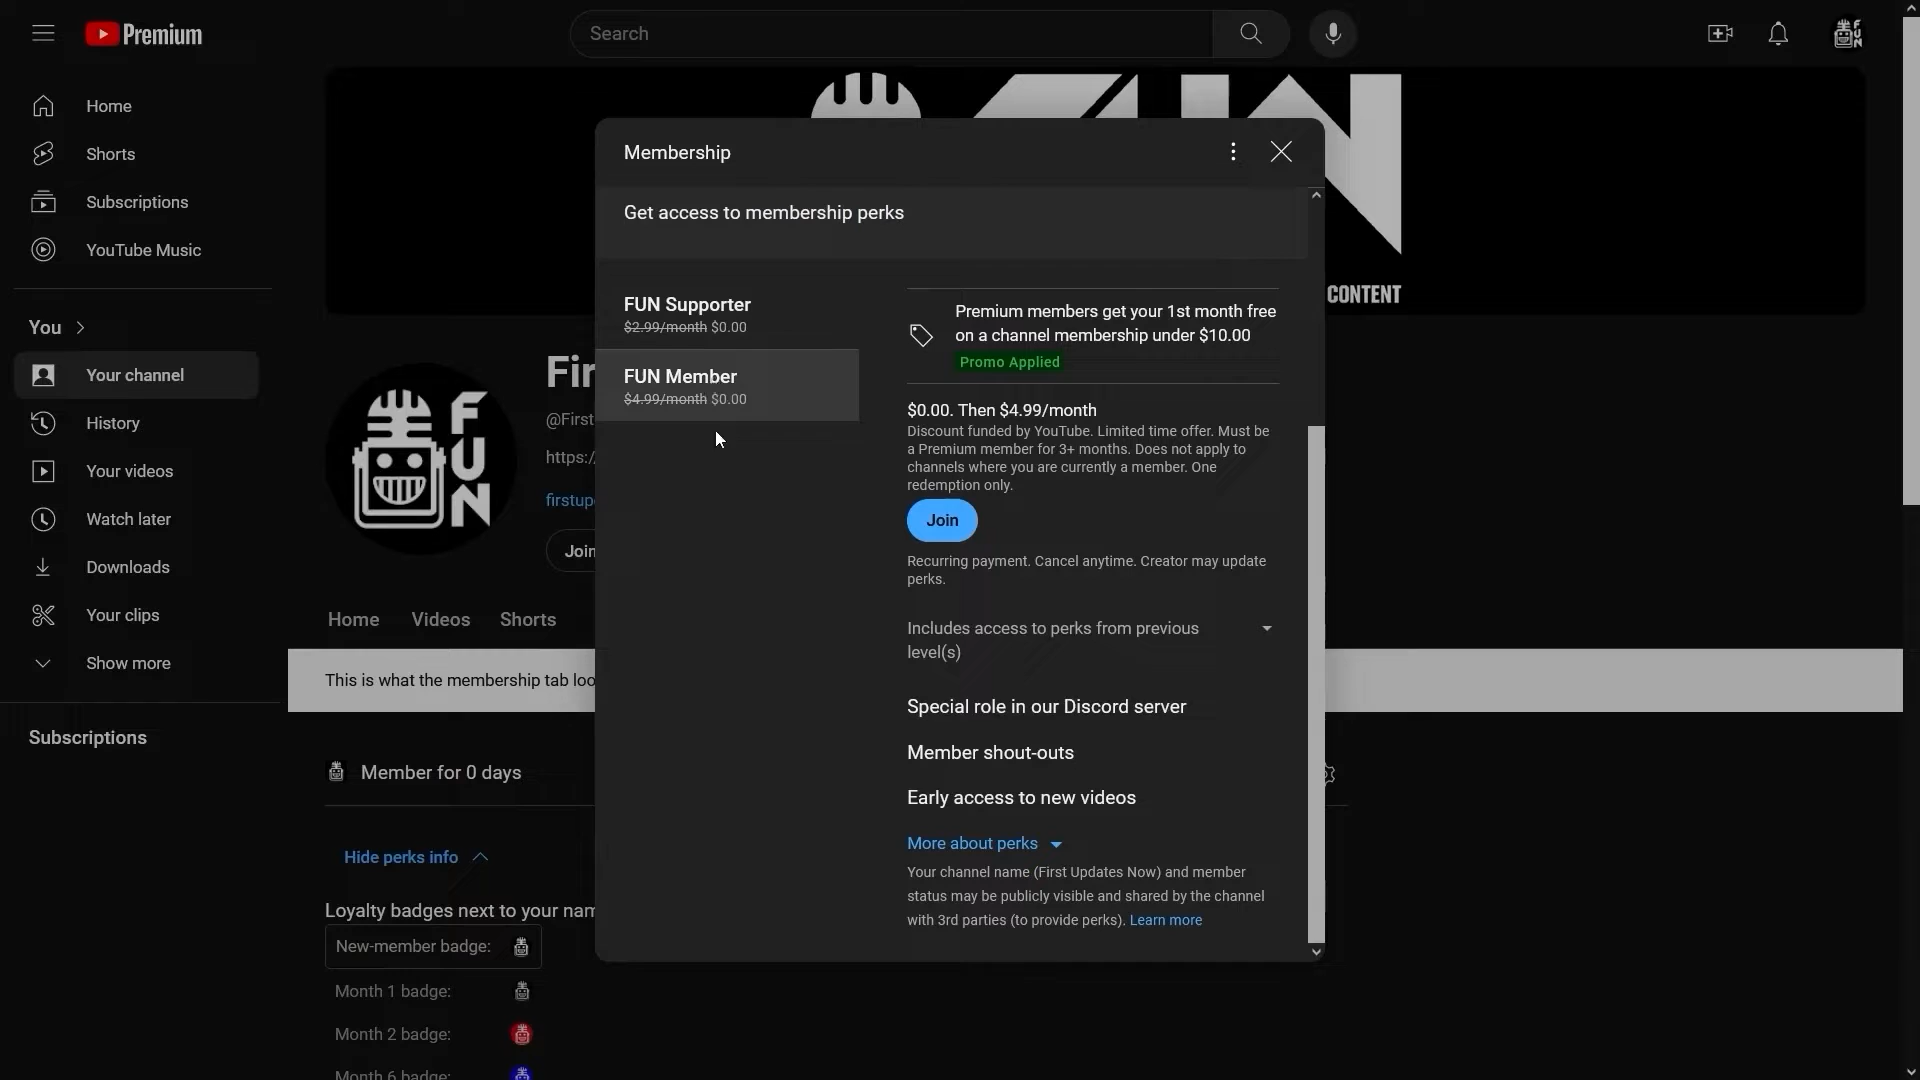 Premium
Search
Home
Shorts
Subscriptions
YouTube Music
You
Your channel
History
Your videos
Watch later
Downloads
Your clips
Show more
Subscriptions
CONTENT
FUN
Fir
@First
https:/
firstup
Join
Home Videos Shorts
This is what the membership tab loo
Member for 0 days
Hide perks info
Loyalty badges next to your nam
New-member badge:
Month 1 badge:
Month 2 badge:
Month 6 badge:
Membership
Get access to membership perks
FUN Supporter
$2.99/month $0.00
FUN Member
$4.99/month $0.00
Premium members get your 1st month free
on a channel membership under $10.00
Promo Applied
$0.00. Then $4.99/month
Discount funded by YouTube. Limited time offer. Must be
a Premium member for 3+ months. Does not apply to
channels where you are currently a member. One
redemption only.
Join
Recurring payment. Cancel anytime. Creator may update
perks.
Includes access to perks from previous
level(s)
Special role in our Discord server
Member shout-outs
Early access to new videos
More about perks
Your channel name (First Updates Now) and member
status may be publicly visible and shared by the channel
with 3rd parties (to provide perks). Learn more